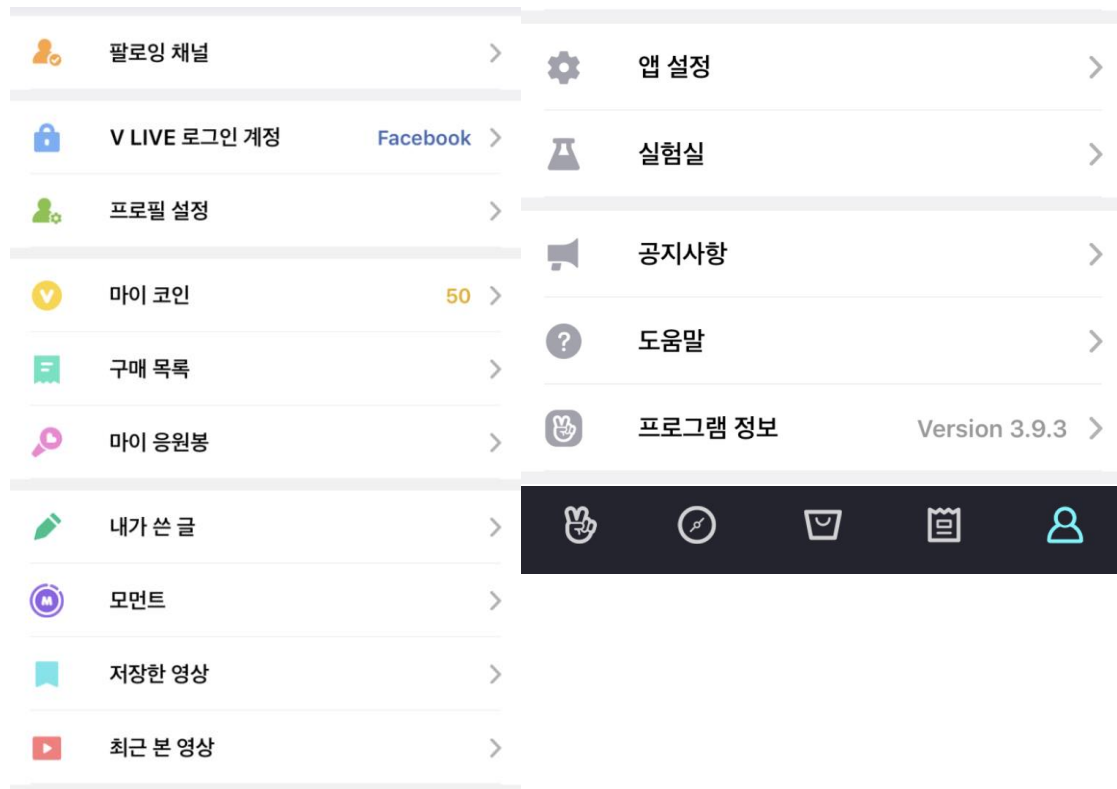 팔로잉 채널
V LIVE 로그인 계정 Facebook
프로필 설정
마이 코인 50
구매 목록
마이 응원봉
내가 쓴 글
모먼트
저장한 영상
최근 본 영상
앱 설정
실험실
공지사항
도움말
프로그램 정보 Version 3.9.3